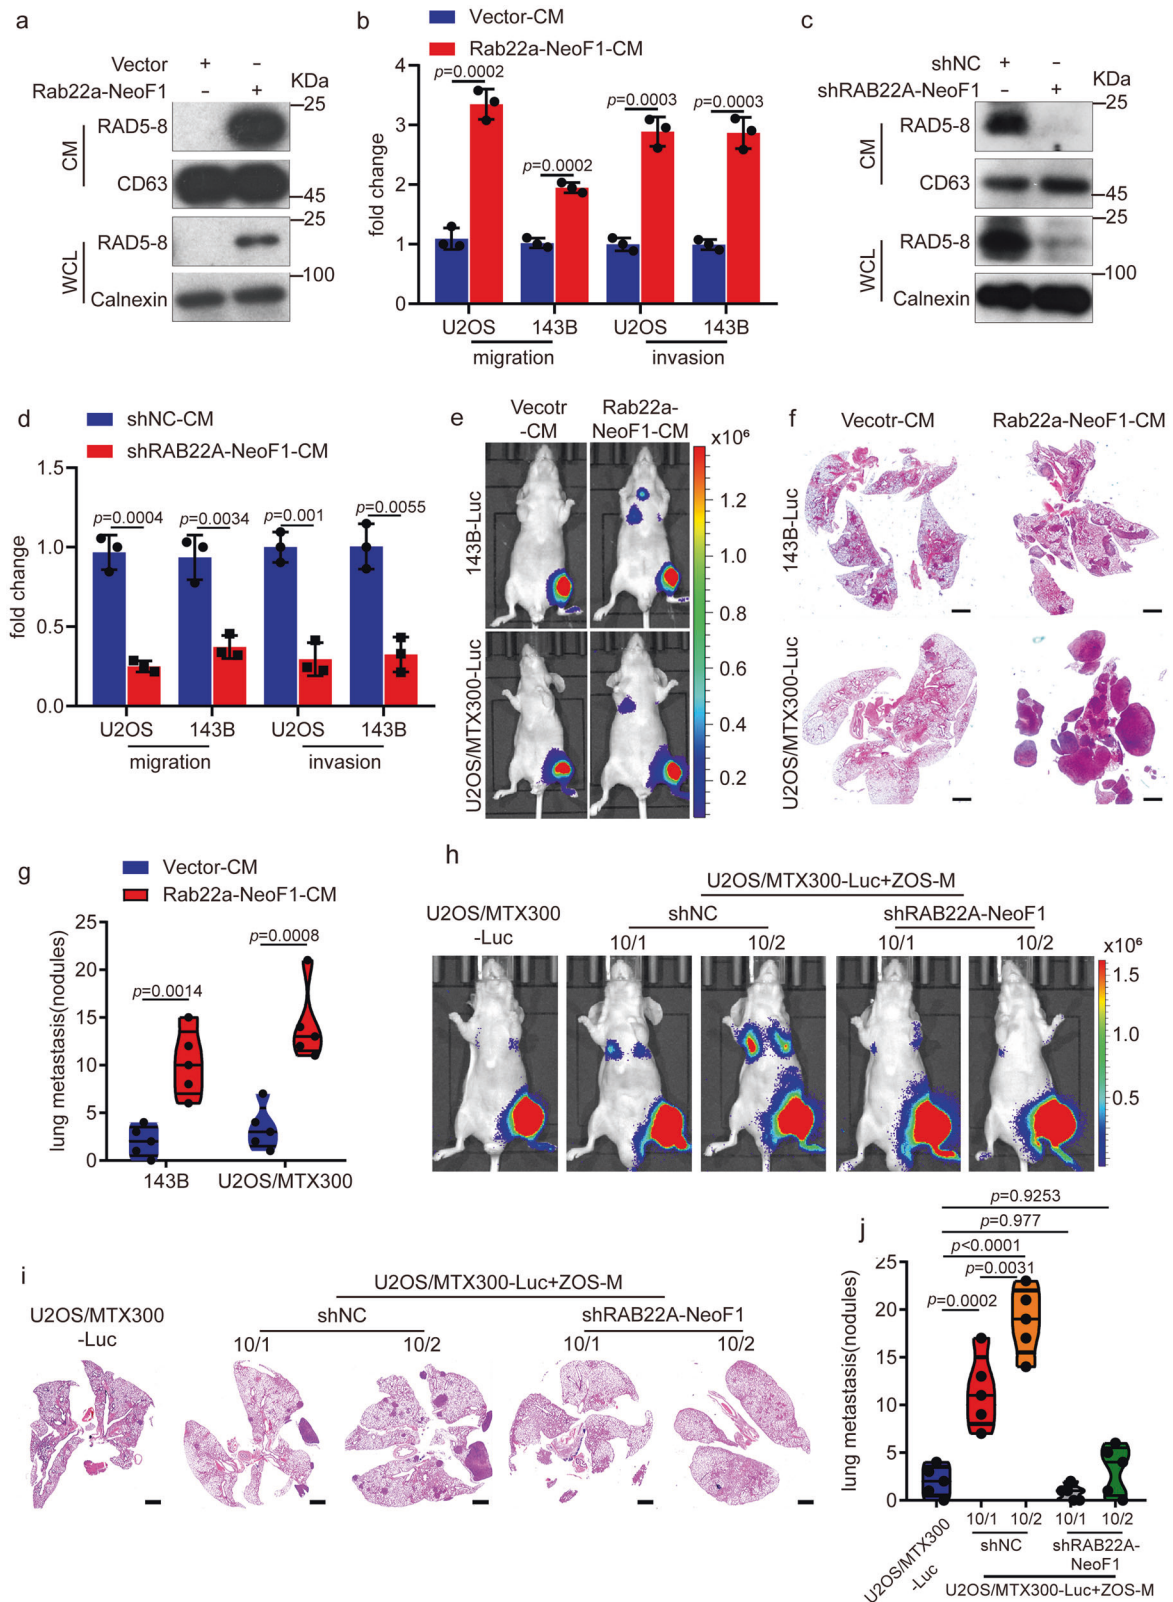 a
Vector + −
Rab22a-NeoF1 − + KDa
CM
RAD5-8
−25
CD63
−45
WCL
RAD5-8
−25
Calnexin
−100
b
Vector-CM
Rab22a-NeoF1-CM
fold change
4
3
2
1
0
p=0.0002
p=0.0002
p=0.0003
p=0.0003
U2OS 143B U2OS 143B
migration invasion
c
shNC + −
shRAB22A-NeoF1 − + KDa
CM
RAD5-8
−25
CD63
−45
WCL
RAD5-8
−25
Calnexin
−100
d
shNC-CM
shRAB22A-NeoF1-CM
fold change
1.5
1.0
0.5
0.0
p=0.0004
p=0.0034
p=0.001
p=0.0055
U2OS 143B U2OS 143B
migration invasion
e
Vecotr
-CM
Rab22a-
NeoF1-CM
143B-Luc
U2OS/MTX300-Luc
x10⁶
1.2
1.0
0.8
0.6
0.4
0.2
f
Vecotr-CM Rab22a-NeoF1-CM
143B-Luc
U2OS/MTX300-Luc
g
Vector-CM
Rab22a-NeoF1-CM
lung metastasis(nodules)
25
20
15
10
5
0
p=0.0014
p=0.0008
143B U2OS/MTX300
h
U2OS/MTX300-Luc+ZOS-M
U2OS/MTX300
-Luc
shNC shRAB22A-NeoF1
10/1 10/2 10/1 10/2
x10⁶
1.5
1.0
0.5
i
U2OS/MTX300-Luc+ZOS-M
U2OS/MTX300
-Luc
shNC shRAB22A-NeoF1
10/1 10/2 10/1 10/2
j
p=0.9253
p=0.977
p<0.0001
p=0.0031
p=0.0002
lung metastasis(nodules)
25
20
15
10
5
0
U2OS/MTX300
-Luc
10/1 10/2 10/1 10/2
shNC shRAB22A-
NeoF1
U2OS/MTX300-Luc+ZOS-M